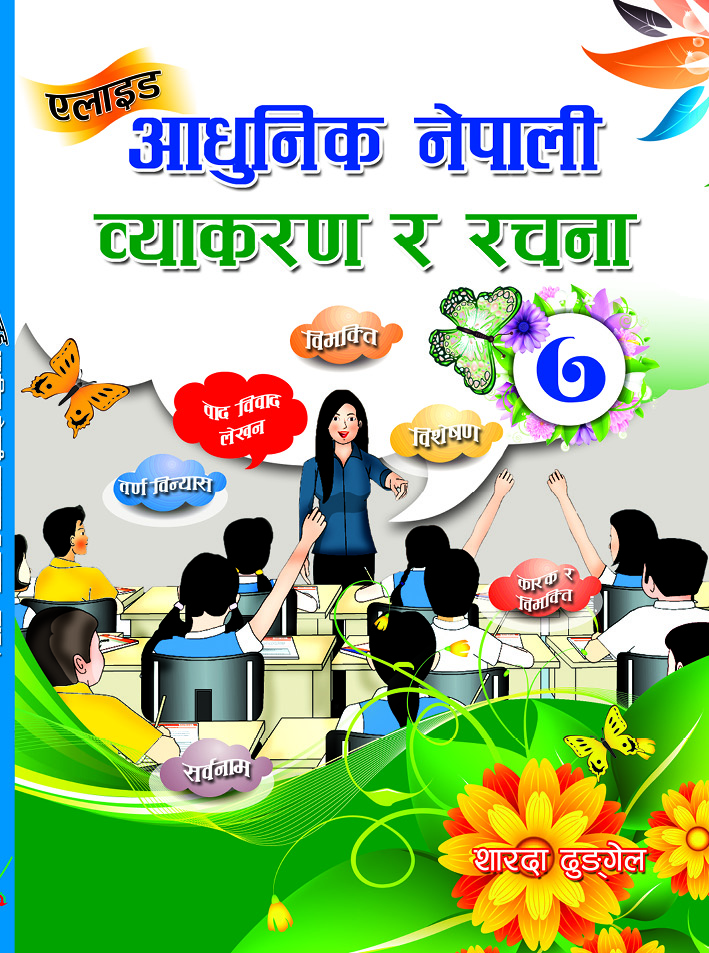 एलाइड
आधुनिक नेपाली
व्याकरण र रचना
७
विभक्ति
वाद विवाद
लेखन
विशेषण
वर्ण विन्यास
कारक र
विभक्ति
सर्वनाम
शारदा ढुङ्गेल